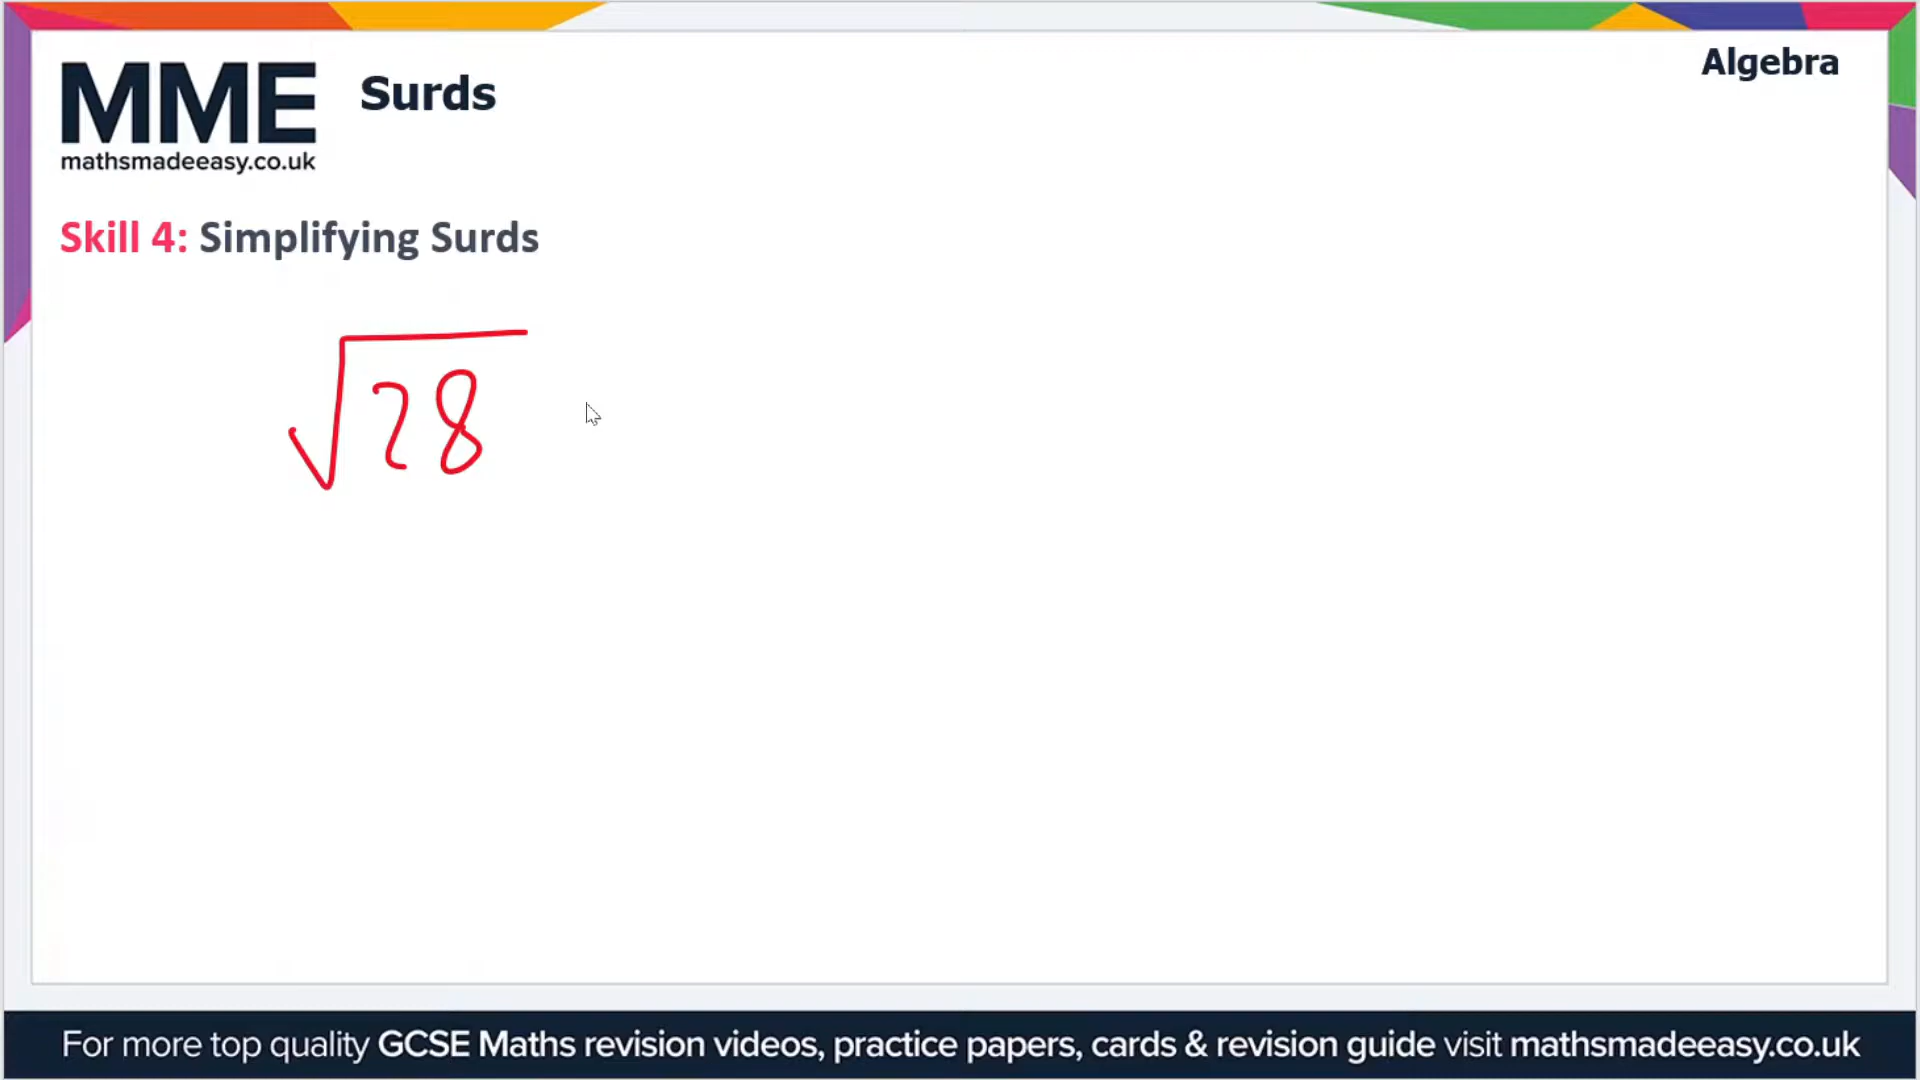 Algebra
MME
Surds
mathsmadeeasy.co.uk
Skill 4: Simplifying Surds
√28
For more top quality GCSE Maths revision videos, practice papers, cards & revision guide visit mathsmadeeasy.co.uk